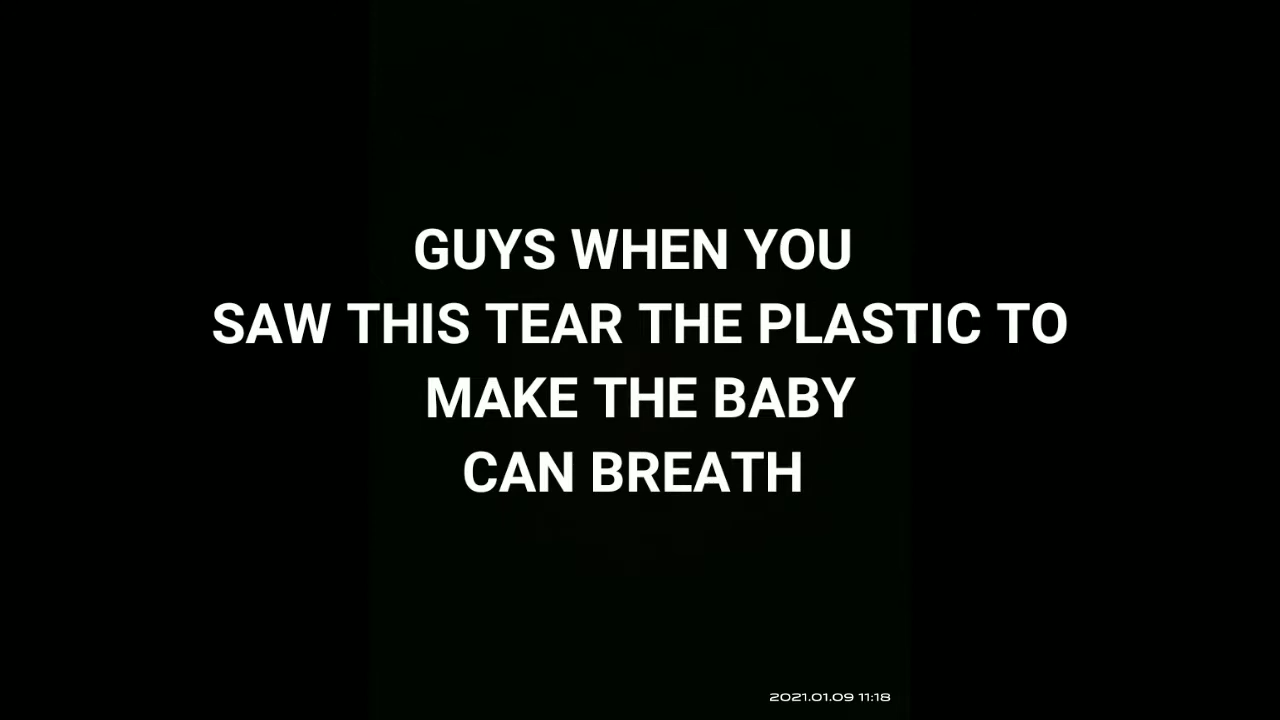 GUYS WHEN YOU
SAW THIS TEAR THE PLASTIC TO
MAKE THE BABY
CAN BREATH
2021.01.09 11:18